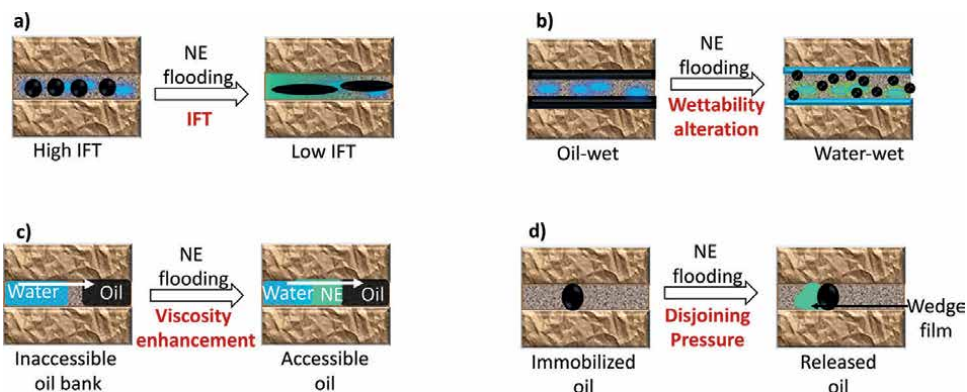 a)
NE
flooding
IFT
High IFT
Low IFT
b)
NE
flooding
Wettability
alteration
Oil-wet
Water-wet
c)
Water
Oil
NE
flooding
Viscosity
enhancement
Water NE Oil
Inaccessible
oil bank
Accessible
oil
d)
NE
flooding
Disjoining
Pressure
Wedge
film
Immobilized
oil
Released
oil